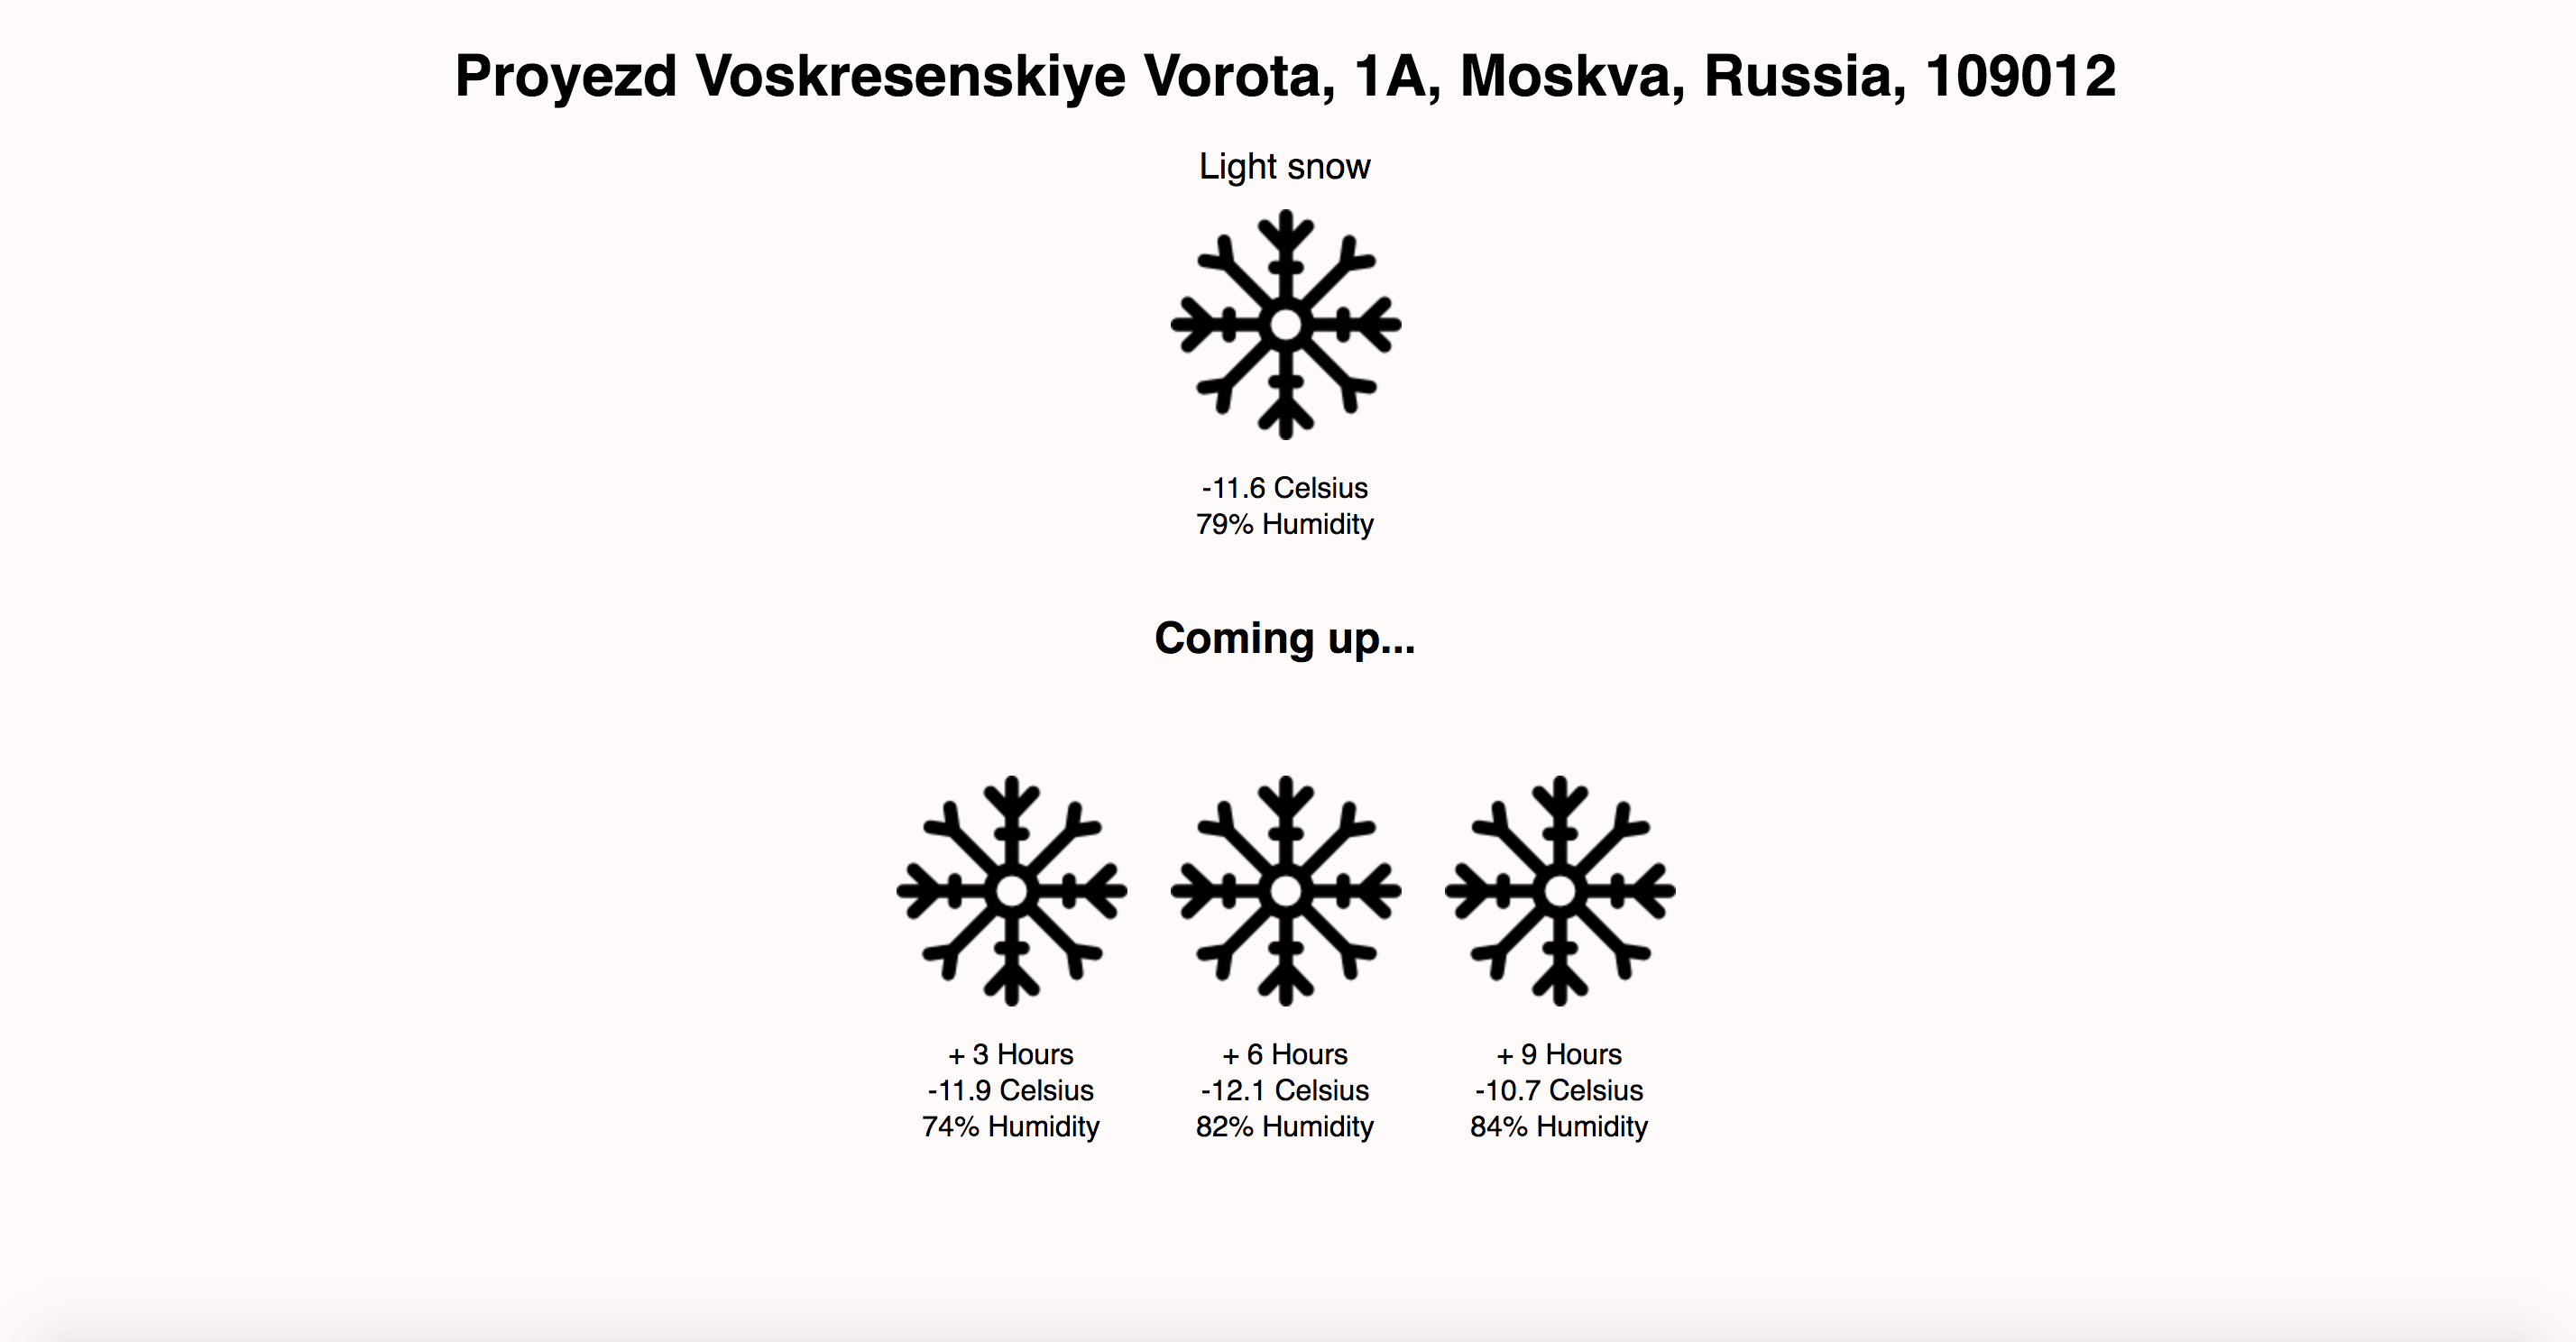 Proyezd Voskresenskiye Vorota, 1A, Moskva, Russia, 109012
Light snow
-11.6 Celsius
79% Humidity
Coming up...
+ 3 Hours
-11.9 Celsius
74% Humidity
+ 6 Hours
-12.1 Celsius
82% Humidity
+ 9 Hours
-10.7 Celsius
84% Humidity